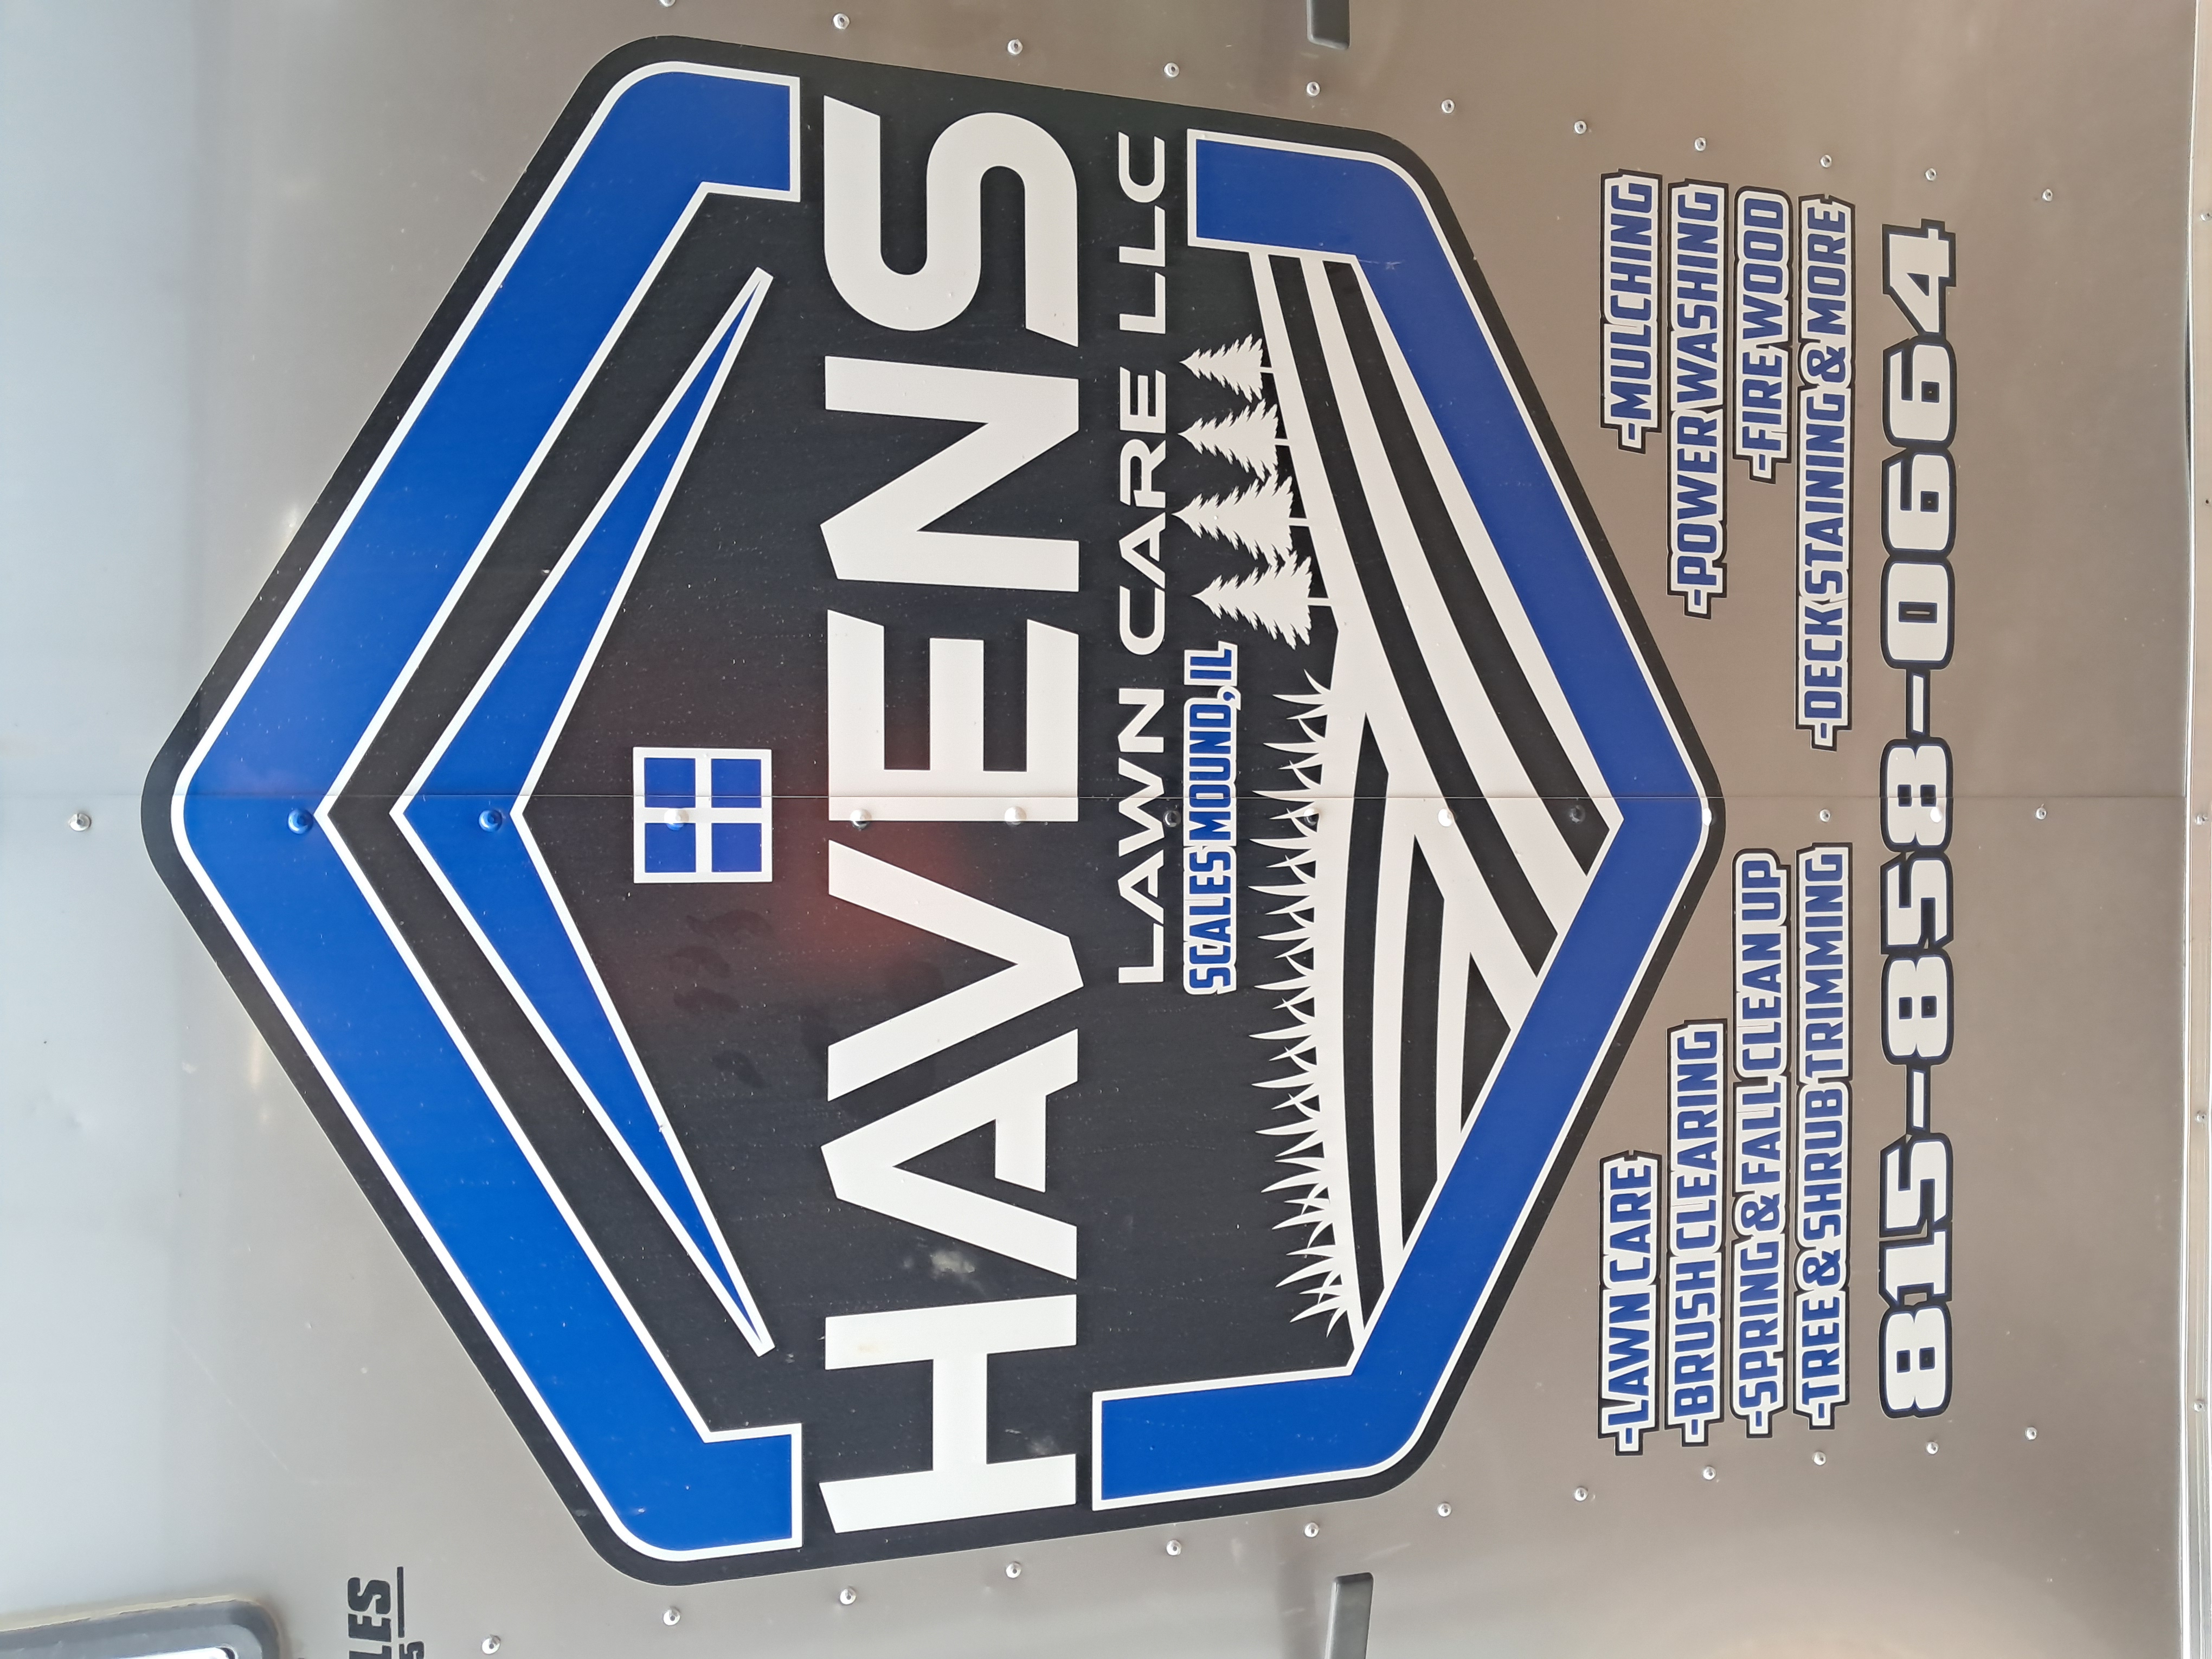 HAVENS
LAWN CARE LLC
SCALES MOUND, IL
-LAWN CARE
-BRUSH CLEARING
-SPRING & FALL CLEAN UP
-TREE & SHRUB TRIMMING
-MULCHING
-POWER WASHING
-FIRE WOOD
-DECK STAINING & MORE
815-858-0664